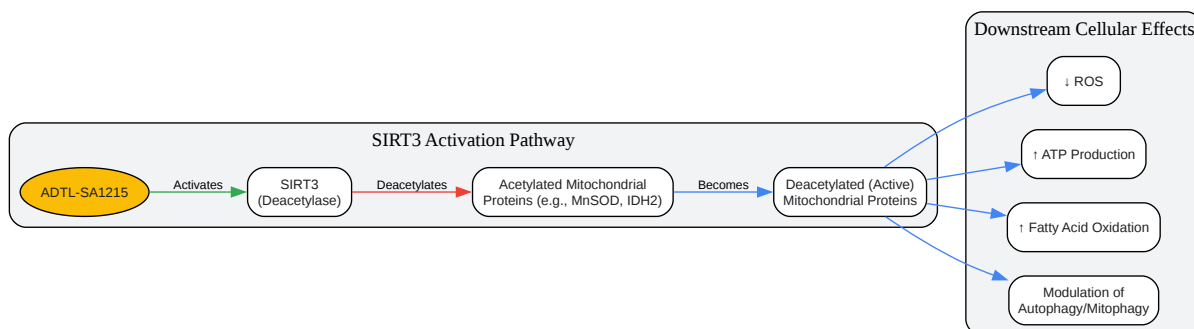 Downstream Cellular Effects
SIRT3 Activation Pathway
ADTL-SA1215
Activates
SIRT3
(Deacetylase)
Deacetylates
Acetylated Mitochondrial
Proteins (e.g., MnSOD, IDH2)
Becomes
Deacetylated (Active)
Mitochondrial Proteins
↓ ROS
↑ ATP Production
↑ Fatty Acid Oxidation
Modulation of
Autophagy/Mitophagy